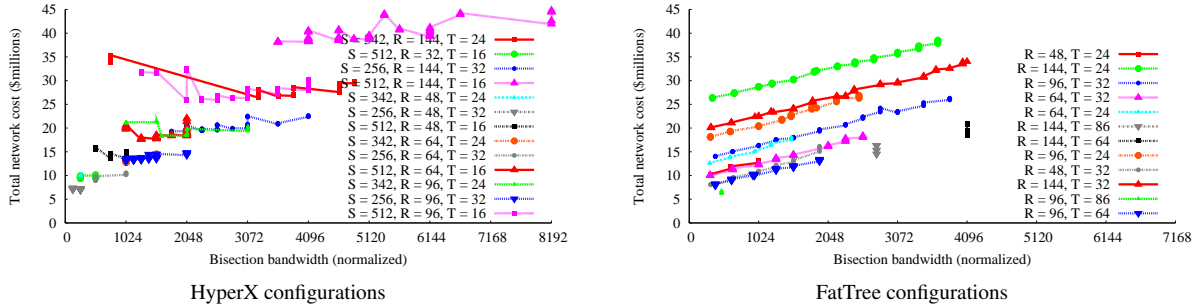 Total network cost ($millions)
45
40
35
30
25
20
15
10
5
0
S = 342, R = 144, T = 24
S = 512, R = 32, T = 16
S = 256, R = 144, T = 32
S = 512, R = 144, T = 16
S = 342, R = 48, T = 24
S = 256, R = 48, T = 32
S = 512, R = 48, T = 16
S = 342, R = 64, T = 24
S = 256, R = 64, T = 32
S = 512, R = 64, T = 16
S = 342, R = 96, T = 24
S = 256, R = 96, T = 32
S = 512, R = 96, T = 16
0 1024 2048 3072 4096 5120 6144 7168 8192
Bisection bandwidth (normalized)
HyperX configurations
Total network cost ($millions)
45
40
35
30
25
20
15
10
5
0
R = 48, T = 24
R = 144, T = 24
R = 96, T = 32
R = 64, T = 32
R = 64, T = 24
R = 144, T = 86
R = 144, T = 64
R = 96, T = 24
R = 48, T = 32
R = 144, T = 32
R = 96, T = 86
R = 96, T = 64
0 1024 2048 3072 4096 5120 6144 7168
Bisection bandwidth (normalized)
FatTree configurations